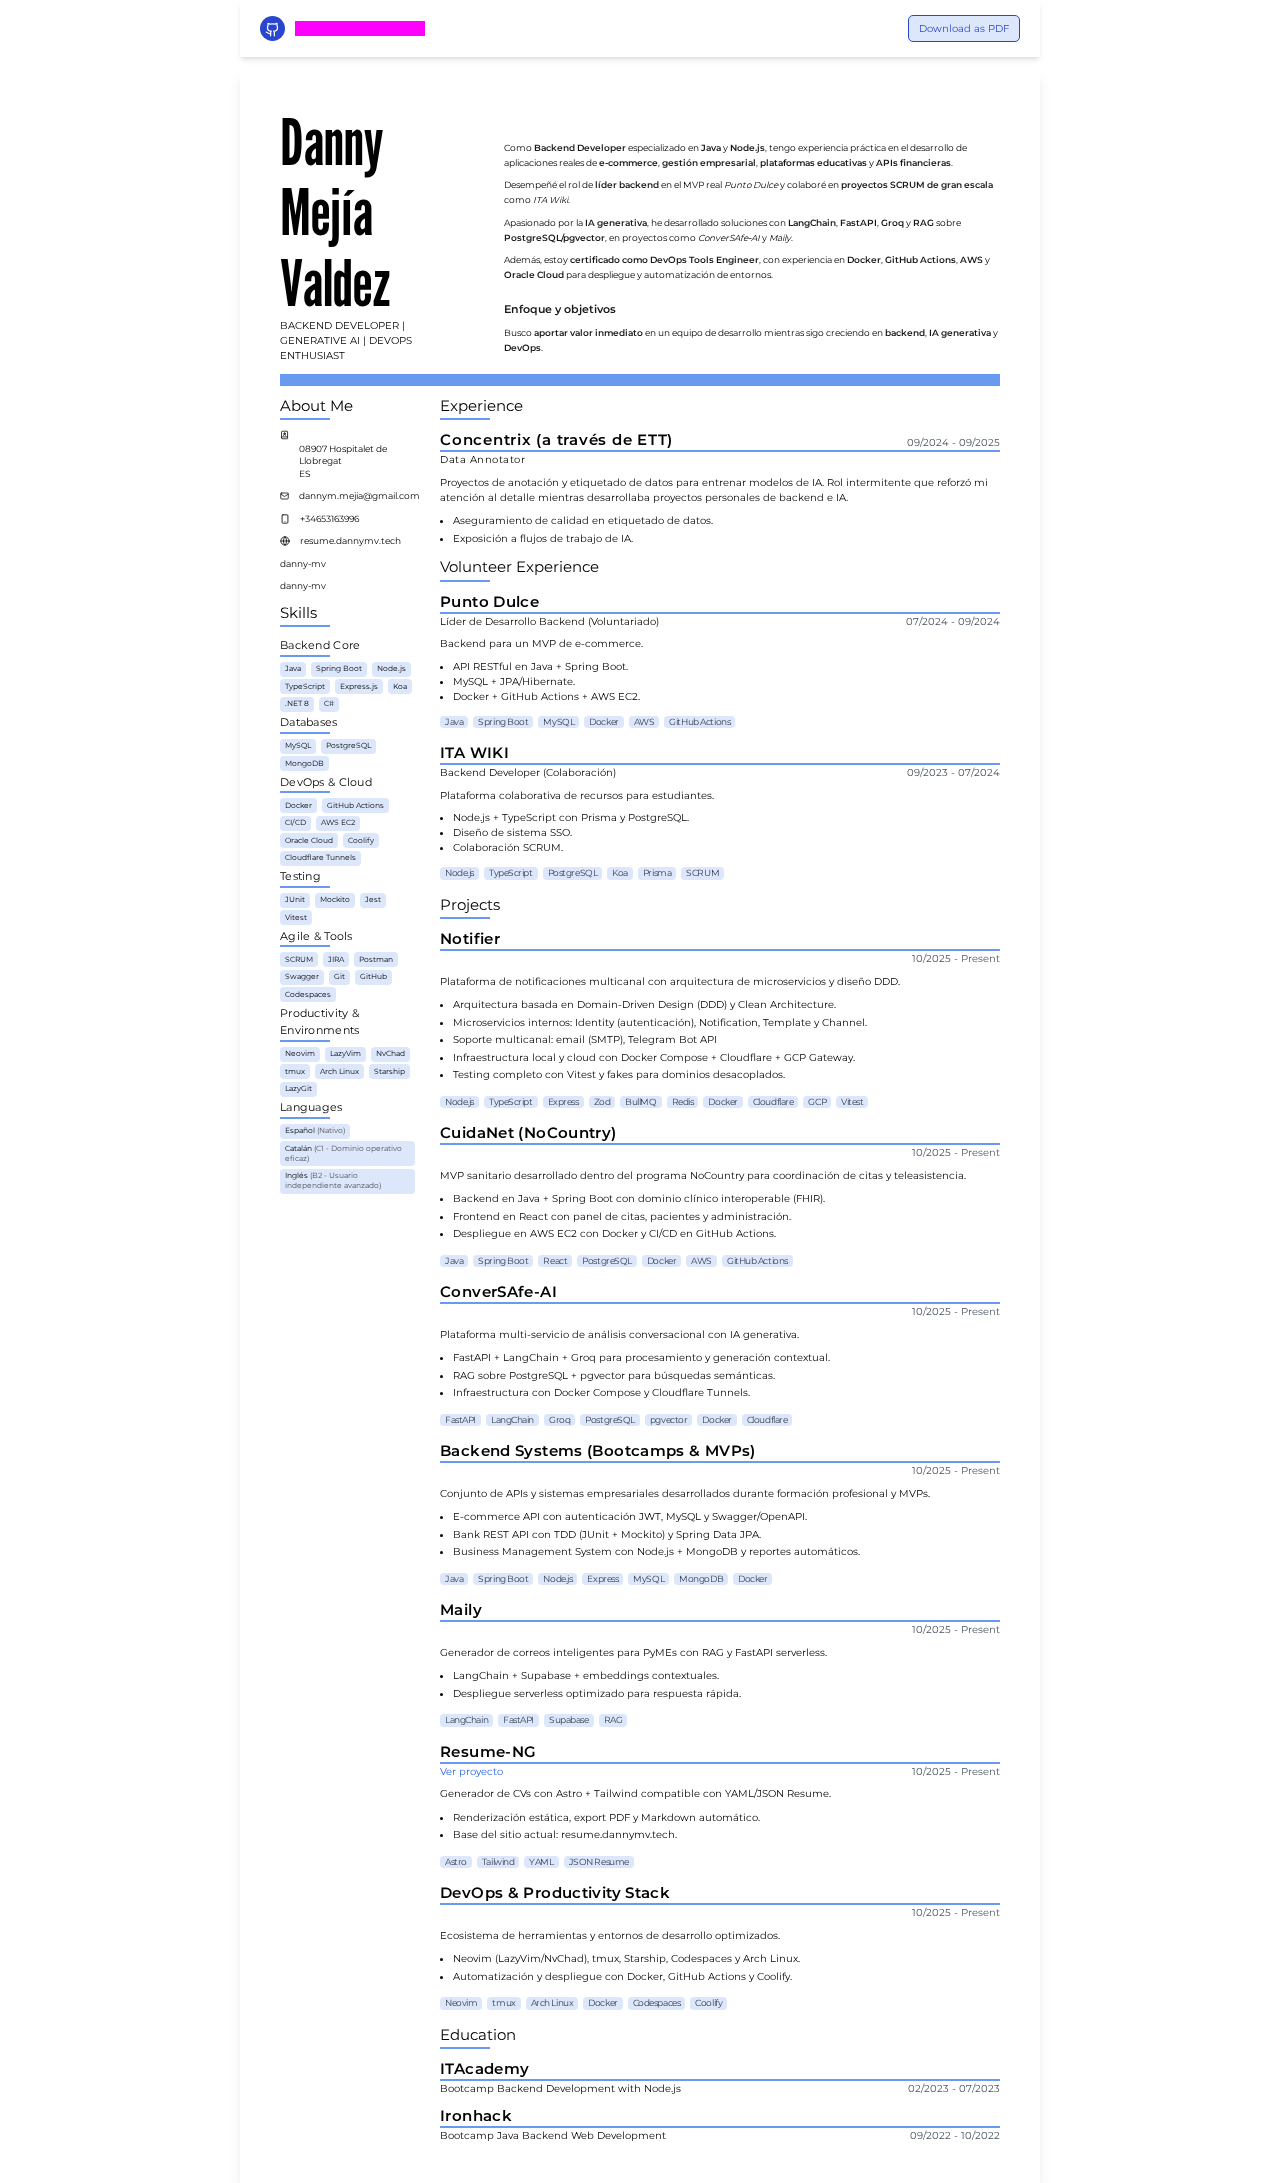 Download as PDF
Danny
Mejía
Valdez
BACKEND DEVELOPER |
GENERATIVE AI | DEVOPS
ENTHUSIAST
Como Backend Developer especializado en Java y Node.js, tengo experiencia práctica en el desarrollo de
aplicaciones reales de e-commerce, gestión empresarial, plataformas educativas y APIs financieras.
Desempeñé el rol de líder backend en el MVP real Punto Dulce y colaboré en proyectos SCRUM de gran escala
como ITA Wiki.
Apasionado por la IA generativa, he desarrollado soluciones con LangChain, FastAPI, Groq y RAG sobre
PostgreSQL/pgvector, en proyectos como ConverSAfe-AI y Maily.
Además, estoy certificado como DevOps Tools Engineer, con experiencia en Docker, GitHub Actions, AWS y
Oracle Cloud para despliegue y automatización de entornos.
Enfoque y objetivos
Busco aportar valor inmediato en un equipo de desarrollo mientras sigo creciendo en backend, IA generativa y
DevOps.
About Me
08907 Hospitalet de
Llobregat
ES
dannym.mejia@gmail.com
+34653163996
resume.dannymv.tech
danny-mv
danny-mv
Skills
Backend Core
Java Spring Boot Node.js
TypeScript Express.js Koa
.NET 8 C#
Databases
MySQL PostgreSQL
MongoDB
DevOps & Cloud
Docker GitHub Actions
CI/CD AWS EC2
Oracle Cloud Coolify
Cloudflare Tunnels
Testing
JUnit Mockito Jest
Vitest
Agile & Tools
SCRUM JIRA Postman
Swagger Git GitHub
Codespaces
Productivity &
Environments
Neovim LazyVim NvChad
tmux Arch Linux Starship
LazyGit
Languages
Español (Nativo)
Catalán (C1 - Dominio operativo
eficaz)
Inglés (B2 - Usuario
independiente avanzado)
Experience
Concentrix (a través de ETT)
09/2024 - 09/2025
Data Annotator
Proyectos de anotación y etiquetado de datos para entrenar modelos de IA. Rol intermitente que reforzó mi
atención al detalle mientras desarrollaba proyectos personales de backend e IA.
• Aseguramiento de calidad en etiquetado de datos.
• Exposición a flujos de trabajo de IA.
Volunteer Experience
Punto Dulce
Líder de Desarrollo Backend (Voluntariado) 07/2024 - 09/2024
Backend para un MVP de e-commerce.
• API RESTful en Java + Spring Boot.
• MySQL + JPA/Hibernate.
• Docker + GitHub Actions + AWS EC2.
Java Spring Boot MySQL Docker AWS GitHub Actions
ITA WIKI
Backend Developer (Colaboración) 09/2023 - 07/2024
Plataforma colaborativa de recursos para estudiantes.
• Node.js + TypeScript con Prisma y PostgreSQL.
• Diseño de sistema SSO.
• Colaboración SCRUM.
Node.js TypeScript PostgreSQL Koa Prisma SCRUM
Projects
Notifier
10/2025 - Present
Plataforma de notificaciones multicanal con arquitectura de microservicios y diseño DDD.
• Arquitectura basada en Domain-Driven Design (DDD) y Clean Architecture.
• Microservicios internos: Identity (autenticación), Notification, Template y Channel.
• Soporte multicanal: email (SMTP), Telegram Bot API
• Infraestructura local y cloud con Docker Compose + Cloudflare + GCP Gateway.
• Testing completo con Vitest y fakes para dominios desacoplados.
Node.js TypeScript Express Zod BullMQ Redis Docker Cloudflare GCP Vitest
CuidaNet (NoCountry)
10/2025 - Present
MVP sanitario desarrollado dentro del programa NoCountry para coordinación de citas y teleasistencia.
• Backend en Java + Spring Boot con dominio clínico interoperable (FHIR).
• Frontend en React con panel de citas, pacientes y administración.
• Despliegue en AWS EC2 con Docker y CI/CD en GitHub Actions.
Java Spring Boot React PostgreSQL Docker AWS GitHub Actions
ConverSAfe-AI
10/2025 - Present
Plataforma multi-servicio de análisis conversacional con IA generativa.
• FastAPI + LangChain + Groq para procesamiento y generación contextual.
• RAG sobre PostgreSQL + pgvector para búsquedas semánticas.
• Infraestructura con Docker Compose y Cloudflare Tunnels.
FastAPI LangChain Groq PostgreSQL pgvector Docker Cloudflare
Backend Systems (Bootcamps & MVPs)
10/2025 - Present
Conjunto de APIs y sistemas empresariales desarrollados durante formación profesional y MVPs.
• E-commerce API con autenticación JWT, MySQL y Swagger/OpenAPI.
• Bank REST API con TDD (JUnit + Mockito) y Spring Data JPA.
• Business Management System con Node.js + MongoDB y reportes automáticos.
Java Spring Boot Node.js Express MySQL MongoDB Docker
Maily
10/2025 - Present
Generador de correos inteligentes para PyMEs con RAG y FastAPI serverless.
• LangChain + Supabase + embeddings contextuales.
• Despliegue serverless optimizado para respuesta rápida.
LangChain FastAPI Supabase RAG
Resume-NG
Ver proyecto 10/2025 - Present
Generador de CVs con Astro + Tailwind compatible con YAML/JSON Resume.
• Renderización estática, export PDF y Markdown automático.
• Base del sitio actual: resume.dannymv.tech.
Astro Tailwind YAML JSON Resume
DevOps & Productivity Stack
10/2025 - Present
Ecosistema de herramientas y entornos de desarrollo optimizados.
• Neovim (LazyVim/NvChad), tmux, Starship, Codespaces y Arch Linux.
• Automatización y despliegue con Docker, GitHub Actions y Coolify.
Neovim tmux Arch Linux Docker Codespaces Coolify
Education
ITAcademy
Bootcamp Backend Development with Node.js 02/2023 - 07/2023
Ironhack
Bootcamp Java Backend Web Development 09/2022 - 10/2022